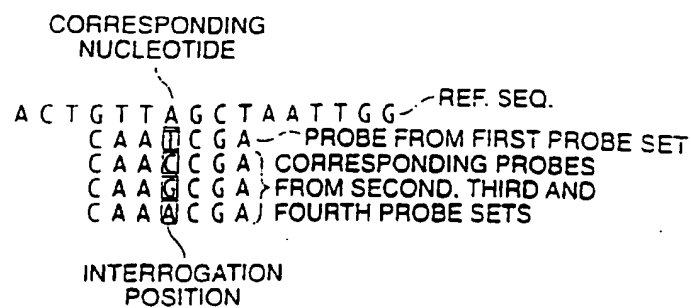 CORRESPONDING
NUCLEOTIDE
A C T G T T A G C T A A T T G G REF. SEQ.
C A A T C G A PROBE FROM FIRST PROBE SET
C A A C C G A CORRESPONDING PROBES
C A A G C G A FROM SECOND. THIRD AND
C A A A C G A FOURTH PROBE SETS
INTERROGATION
POSITION